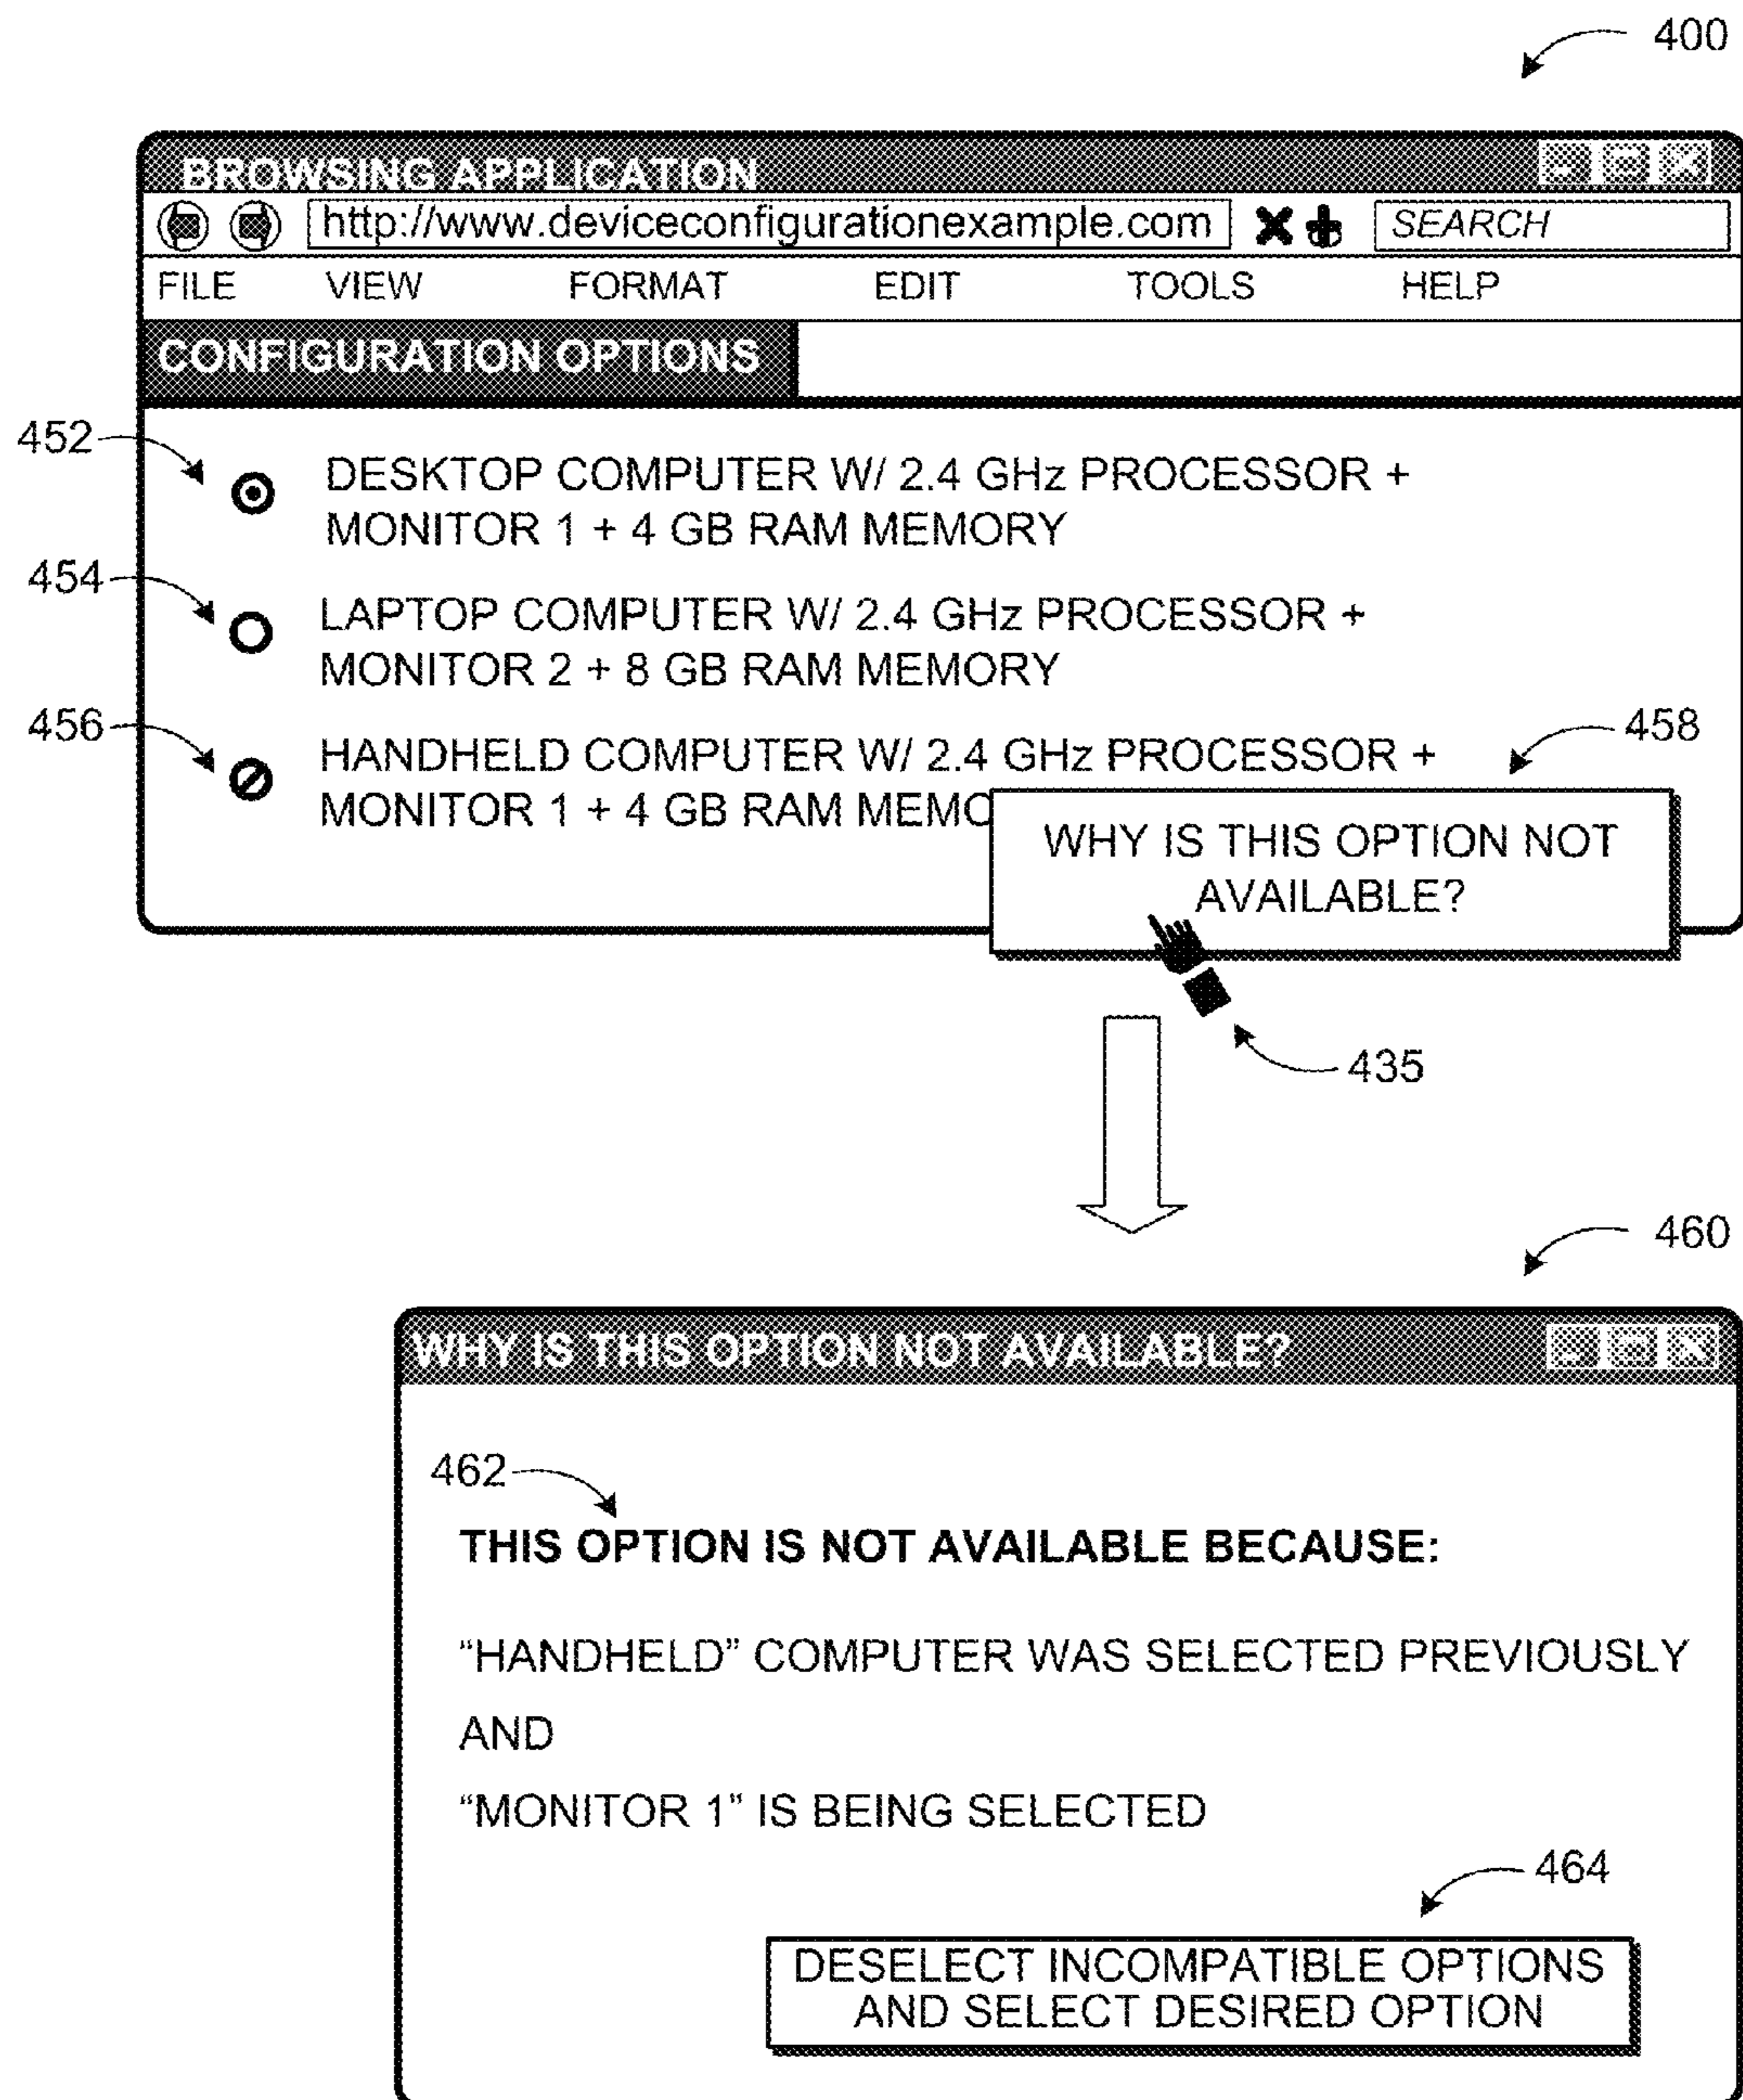 400
BROWSING APPLICATION
http://www.deviceconfigurationexample.com SEARCH
FILE VIEW FORMAT EDIT TOOLS HELP
CONFIGURATION OPTIONS
452
DESKTOP COMPUTER W/ 2.4 GHz PROCESSOR +
MONITOR 1 + 4 GB RAM MEMORY
454
LAPTOP COMPUTER W/ 2.4 GHz PROCESSOR +
MONITOR 2 + 8 GB RAM MEMORY
456
458
HANDHELD COMPUTER W/ 2.4 GHz PROCESSOR +
MONITOR 1 + 4 GB RAM MEMO
WHY IS THIS OPTION NOT
AVAILABLE?
435
460
WHY IS THIS OPTION NOT AVAILABLE?
462
THIS OPTION IS NOT AVAILABLE BECAUSE:
“HANDHELD” COMPUTER WAS SELECTED PREVIOUSLY
AND
“MONITOR 1” IS BEING SELECTED
464
DESELECT INCOMPATIBLE OPTIONS
AND SELECT DESIRED OPTION